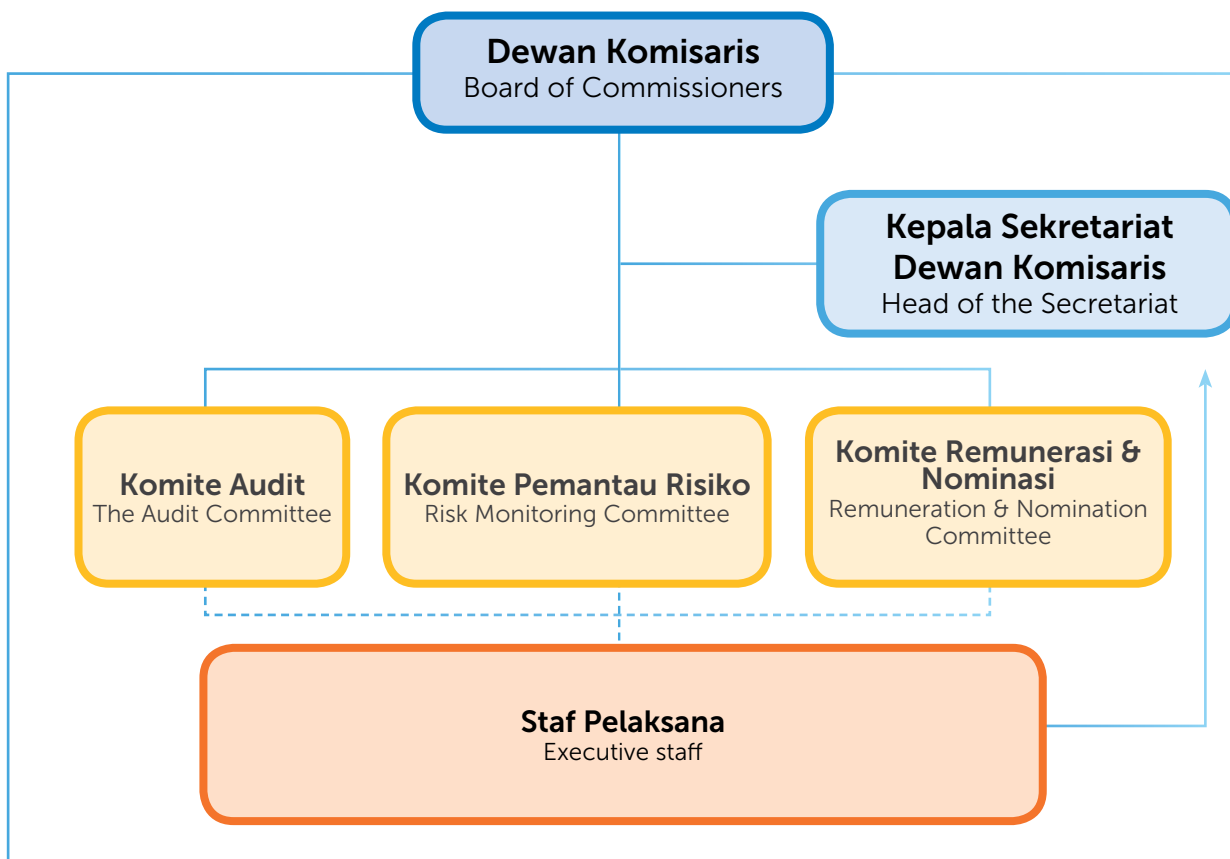 Dewan Komisaris
Board of Commissioners
Kepala Sekretariat
Dewan Komisaris
Head of the Secretariat
Komite Audit
The Audit Committee
Komite Pemantau Risiko
Risk Monitoring Committee
Komite Remunerasi &
Nominasi
Remuneration & Nomination
Committee
Staf Pelaksana
Executive staff